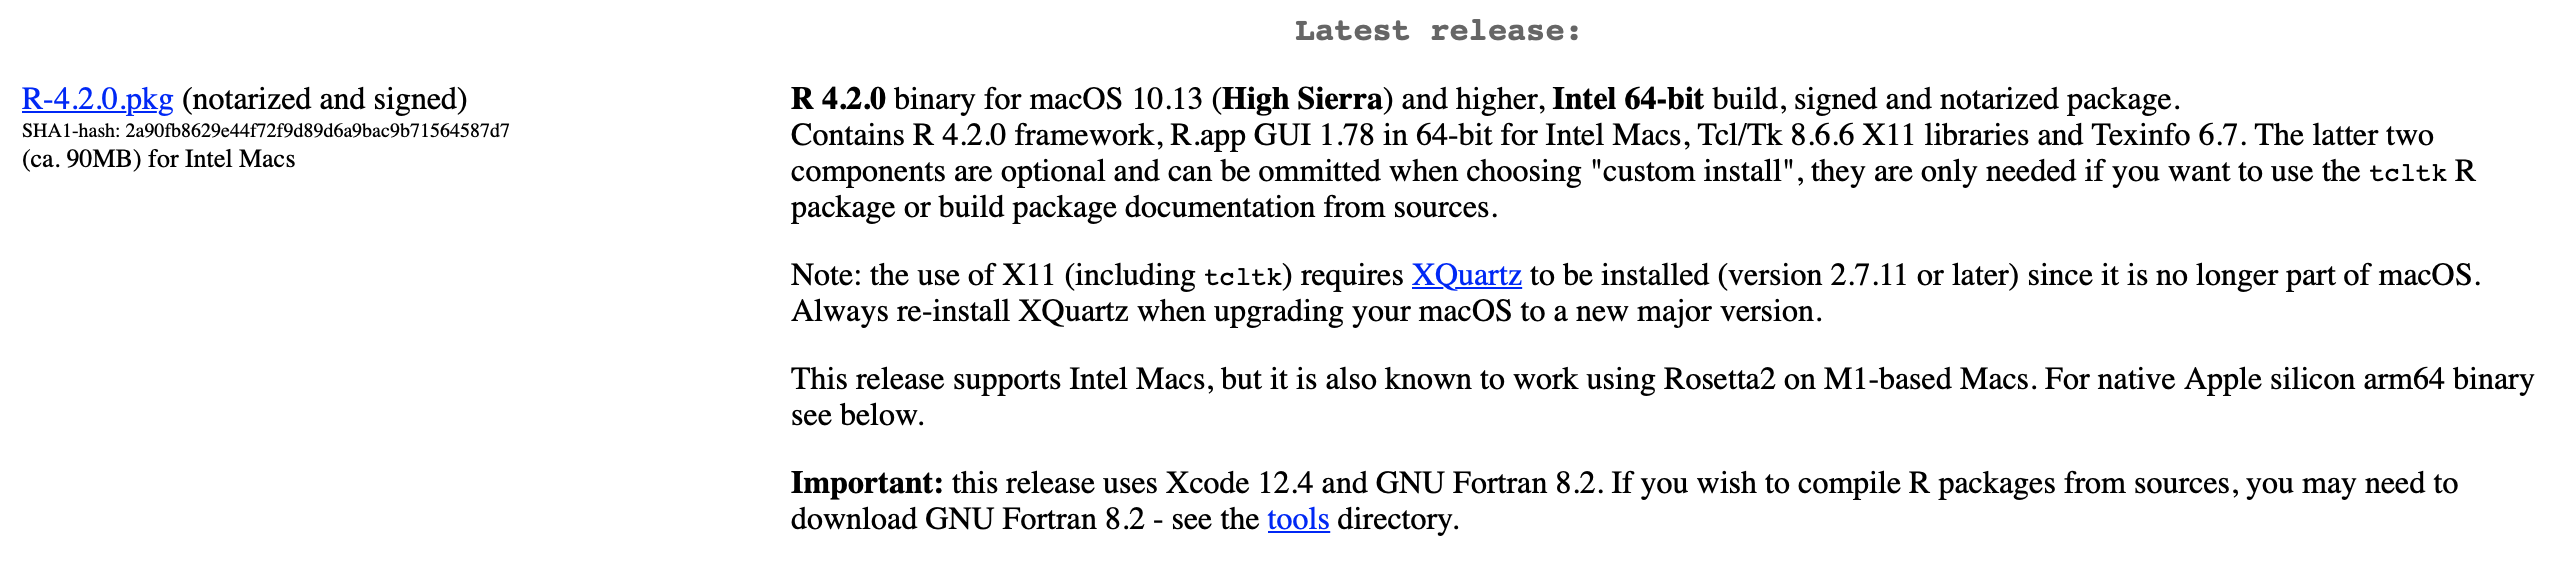 Latest release:
R-4.2.0.pkg (notarized and signed)
SHA1-hash: 2a90fb8629e44f72f9d89d6a9bac9b71564587d7
(ca. 90MB) for Intel Macs
R 4.2.0 binary for macOS 10.13 (High Sierra) and higher, Intel 64-bit build, signed and notarized package.
Contains R 4.2.0 framework, R.app GUI 1.78 in 64-bit for Intel Macs, Tcl/Tk 8.6.6 X11 libraries and Texinfo 6.7. The latter two
components are optional and can be ommitted when choosing "custom install", they are only needed if you want to use the tcltk R
package or build package documentation from sources.
Note: the use of X11 (including tcltk) requires XQuartz to be installed (version 2.7.11 or later) since it is no longer part of macOS.
Always re-install XQuartz when upgrading your macOS to a new major version.
This release supports Intel Macs, but it is also known to work using Rosetta2 on M1-based Macs. For native Apple silicon arm64 binary
see below.
Important: this release uses Xcode 12.4 and GNU Fortran 8.2. If you wish to compile R packages from sources, you may need to
download GNU Fortran 8.2 - see the tools directory.